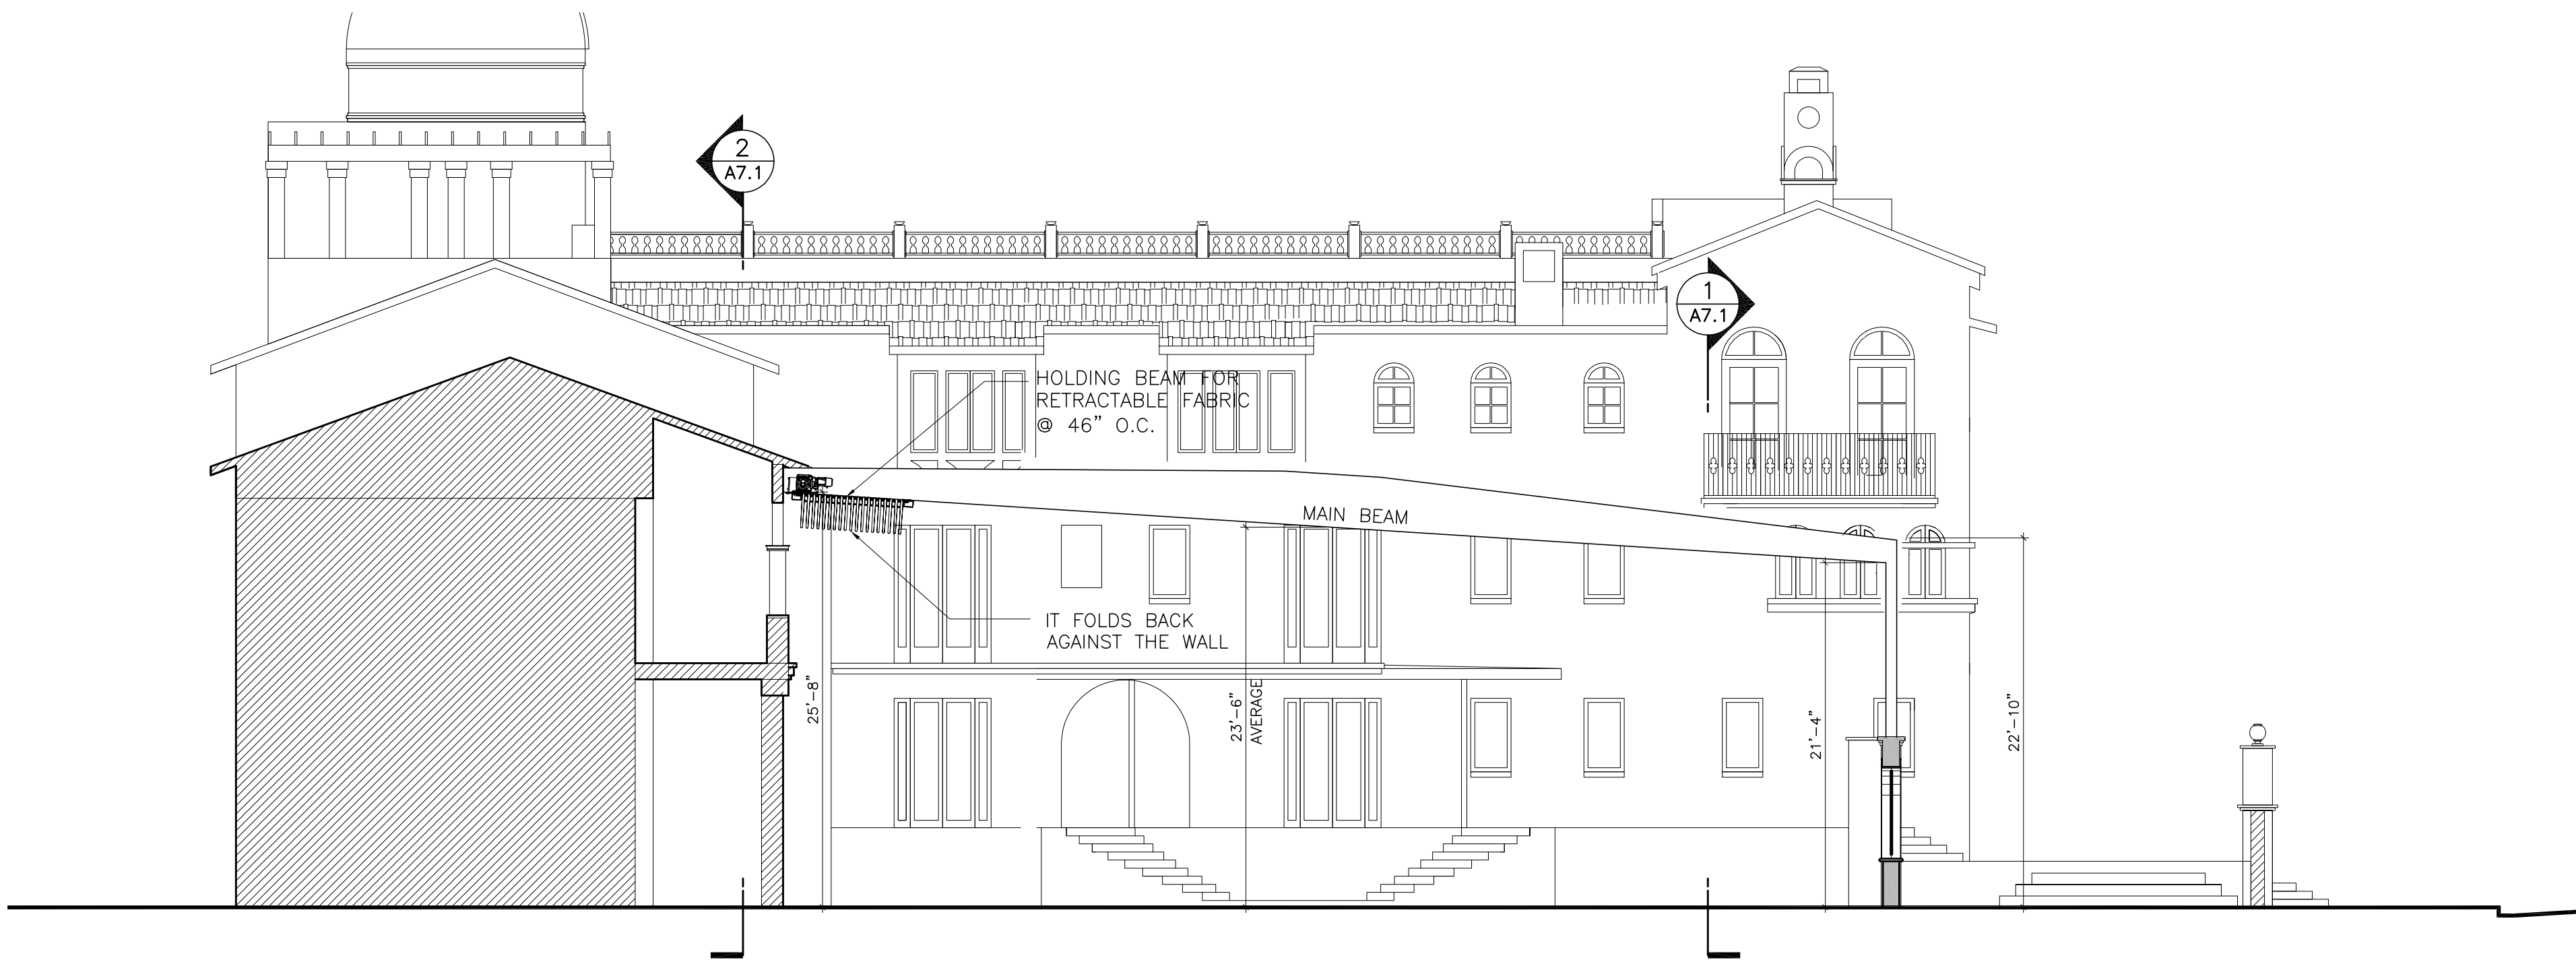 2
A7.1
1
A7.1
HOLDING BEAM FOR
RETRACTABLE FABRIC
@ 46” O.C.
MAIN BEAM
IT FOLDS BACK
AGAINST THE WALL
25'-8"
23'-6"
AVERAGE
21'-4"
22'-10"